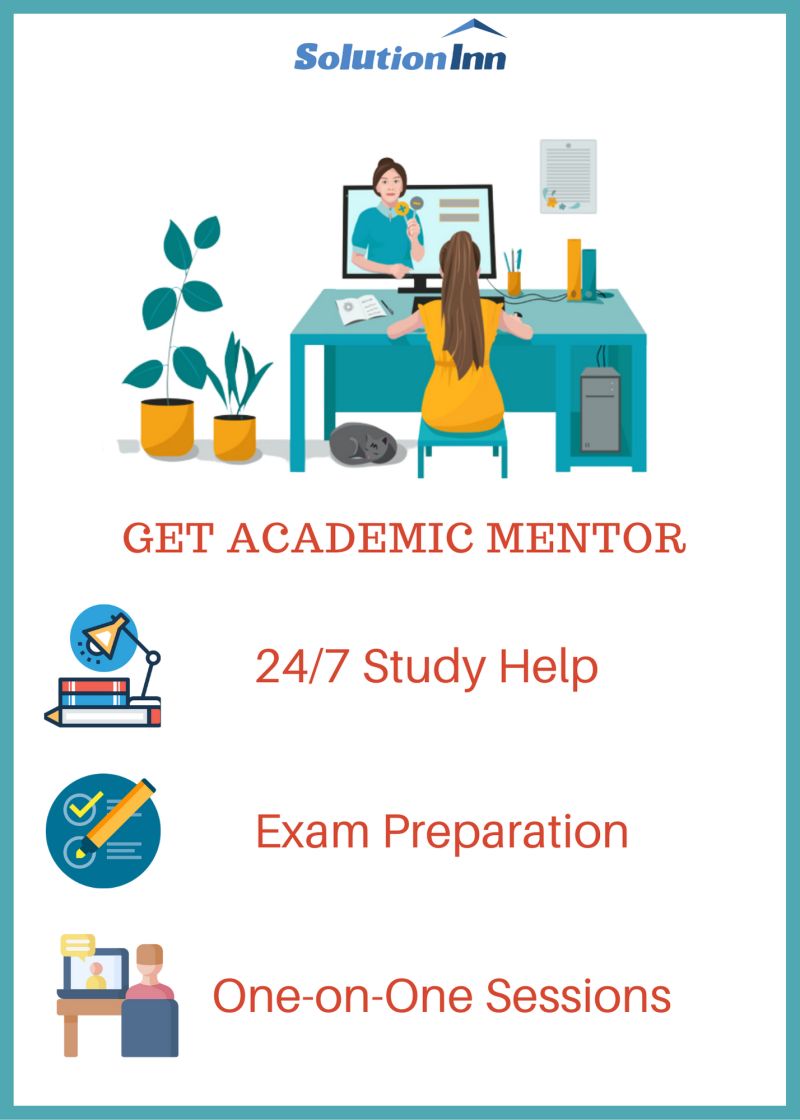 SolutionInn
GET ACADEMIC MENTOR
24/7 Study Help
Exam Preparation
One-on-One Sessions